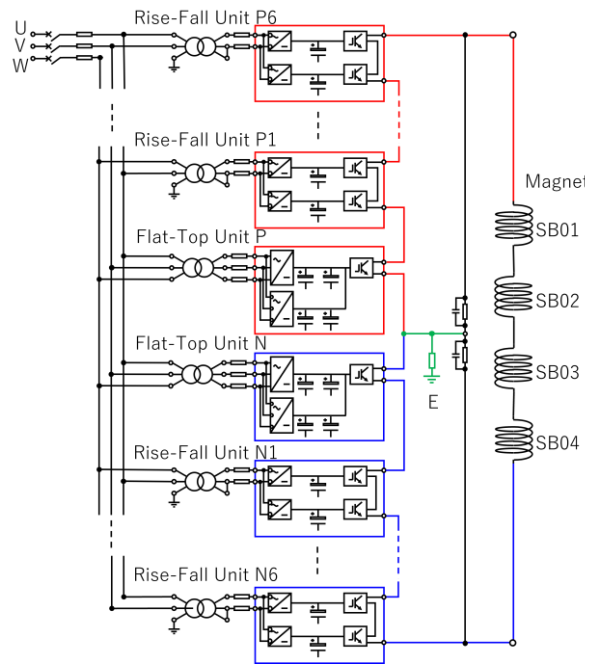 Rise-Fall Unit P6
U
V
W
Rise-Fall Unit P1
Magnet
Flat-Top Unit P
SB01
SB02
Flat-Top Unit N
SB03
E
SB04
Rise-Fall Unit N1
Rise-Fall Unit N6